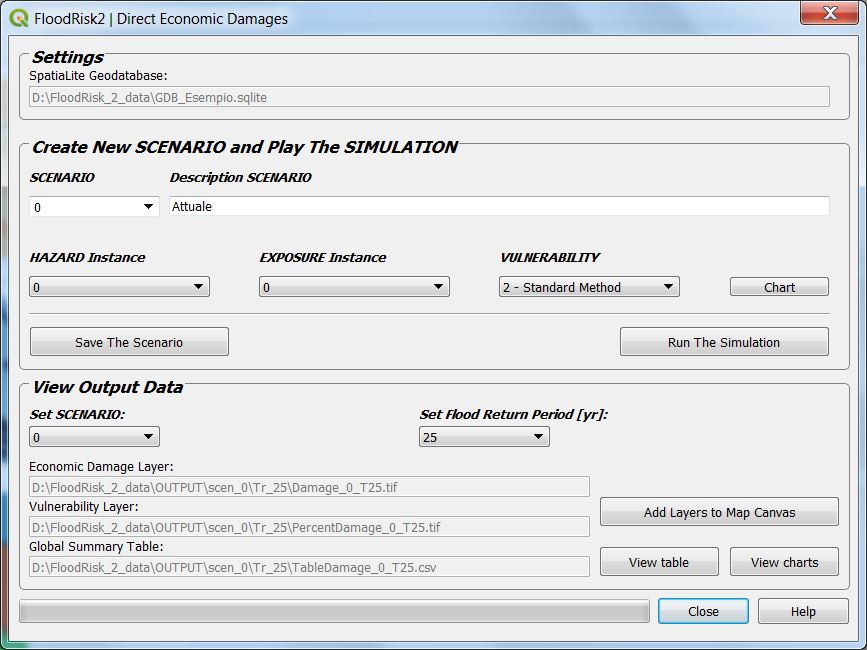 FloodRisk2 | Direct Economic Damages
Settings
SpatiaLite Geodatabase:
D:\FloodRisk_2_data\GDB_Esempio.sqlite
Create New SCENARIO and Play The SIMULATION
SCENARIO Description SCENARIO
0 Attuale
HAZARD Instance EXPOSURE Instance VULNERABILITY
0 0 2 - Standard Method Chart
Save The Scenario Run The Simulation
View Output Data
Set SCENARIO: Set Flood Return Period [yr]:
0 25
Economic Damage Layer:
D:\FloodRisk_2_data\OUTPUT\scen_0\Tr_25\Damage_0_T25.tif
Vulnerability Layer:
D:\FloodRisk_2_data\OUTPUT\scen_0\Tr_25\PercentDamage_0_T25.tif
Add Layers to Map Canvas
Global Summary Table:
D:\FloodRisk_2_data\OUTPUT\scen_0\Tr_25\TableDamage_0_T25.csv
View table View charts
Close Help